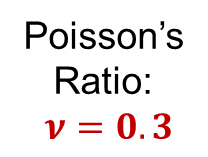 Poisson’s
Ratio:
𝝂 = 𝟎.𝟑